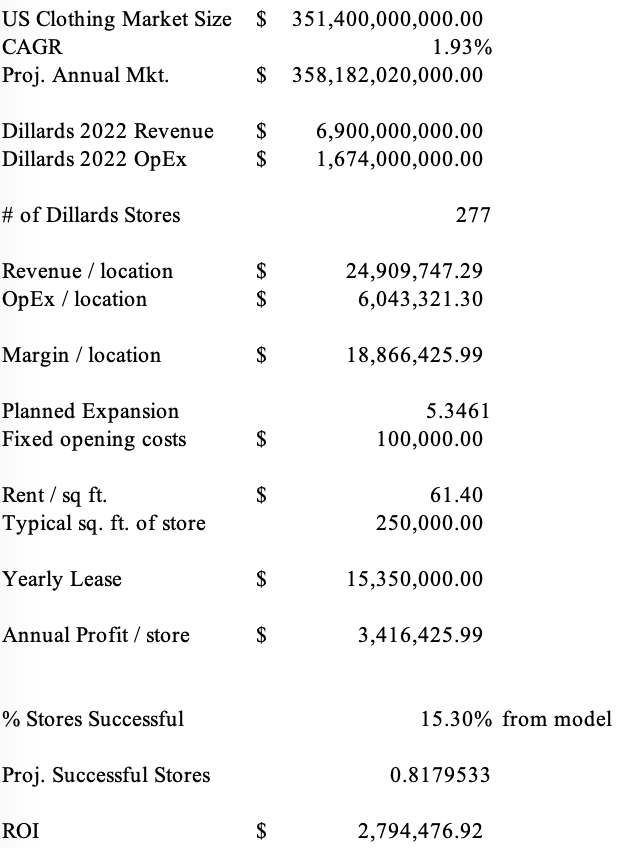 US Clothing Market Size $ 351,400,000,000.00
CAGR 1.93%
Proj. Annual Mkt. $ 358,182,020,000.00
Dillards 2022 Revenue $ 6,900,000,000.00
Dillards 2022 OpEx $ 1,674,000,000.00
# of Dillards Stores 277
Revenue / location $ 24,909,747.29
OpEx / location $ 6,043,321.30
Margin / location $ 18,866,425.99
Planned Expansion 5.3461
Fixed opening costs $ 100,000.00
Rent / sq ft. $ 61.40
Typical sq. ft. of store 250,000.00
Yearly Lease $ 15,350,000.00
Annual Profit / store $ 3,416,425.99
% Stores Successful 15.30% from model
Proj. Successful Stores 0.8179533
ROI $ 2,794,476.92